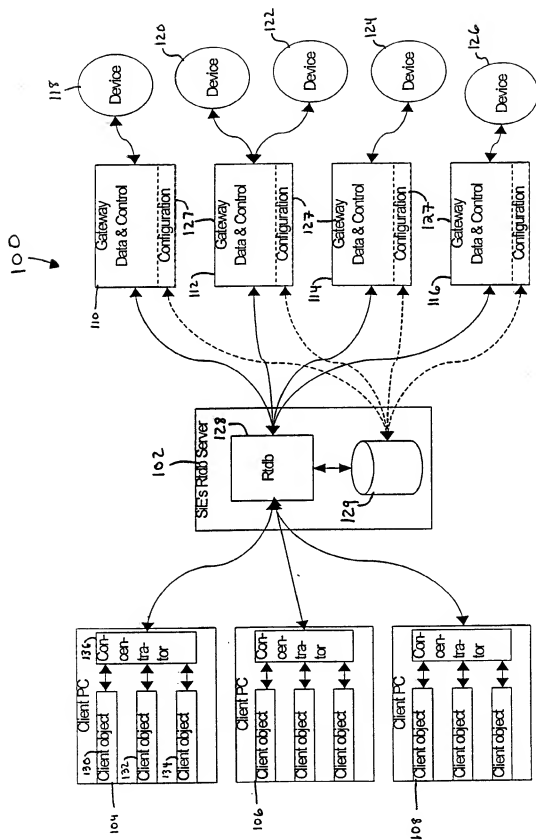 100
Client PC
104
130
Client object
132
Client object
134
Client object
136
Con-
cen-
tra-
tor
Client PC
106
Client object
Client object
Client object
Con-
cen-
tra-
tor
Client PC
108
Client object
Client object
Client object
Con-
cen-
tra-
tor
102
SiE's Rtdb Server
128
Rtdb
129
110
Gateway
Data & Control
Configuration
127
112
Gateway
Data & Control
Configuration
127
114
Gateway
Data & Control
Configuration
127
116
Gateway
Data & Control
Configuration
127
118
Device
120
Device
122
Device
124
Device
126
Device